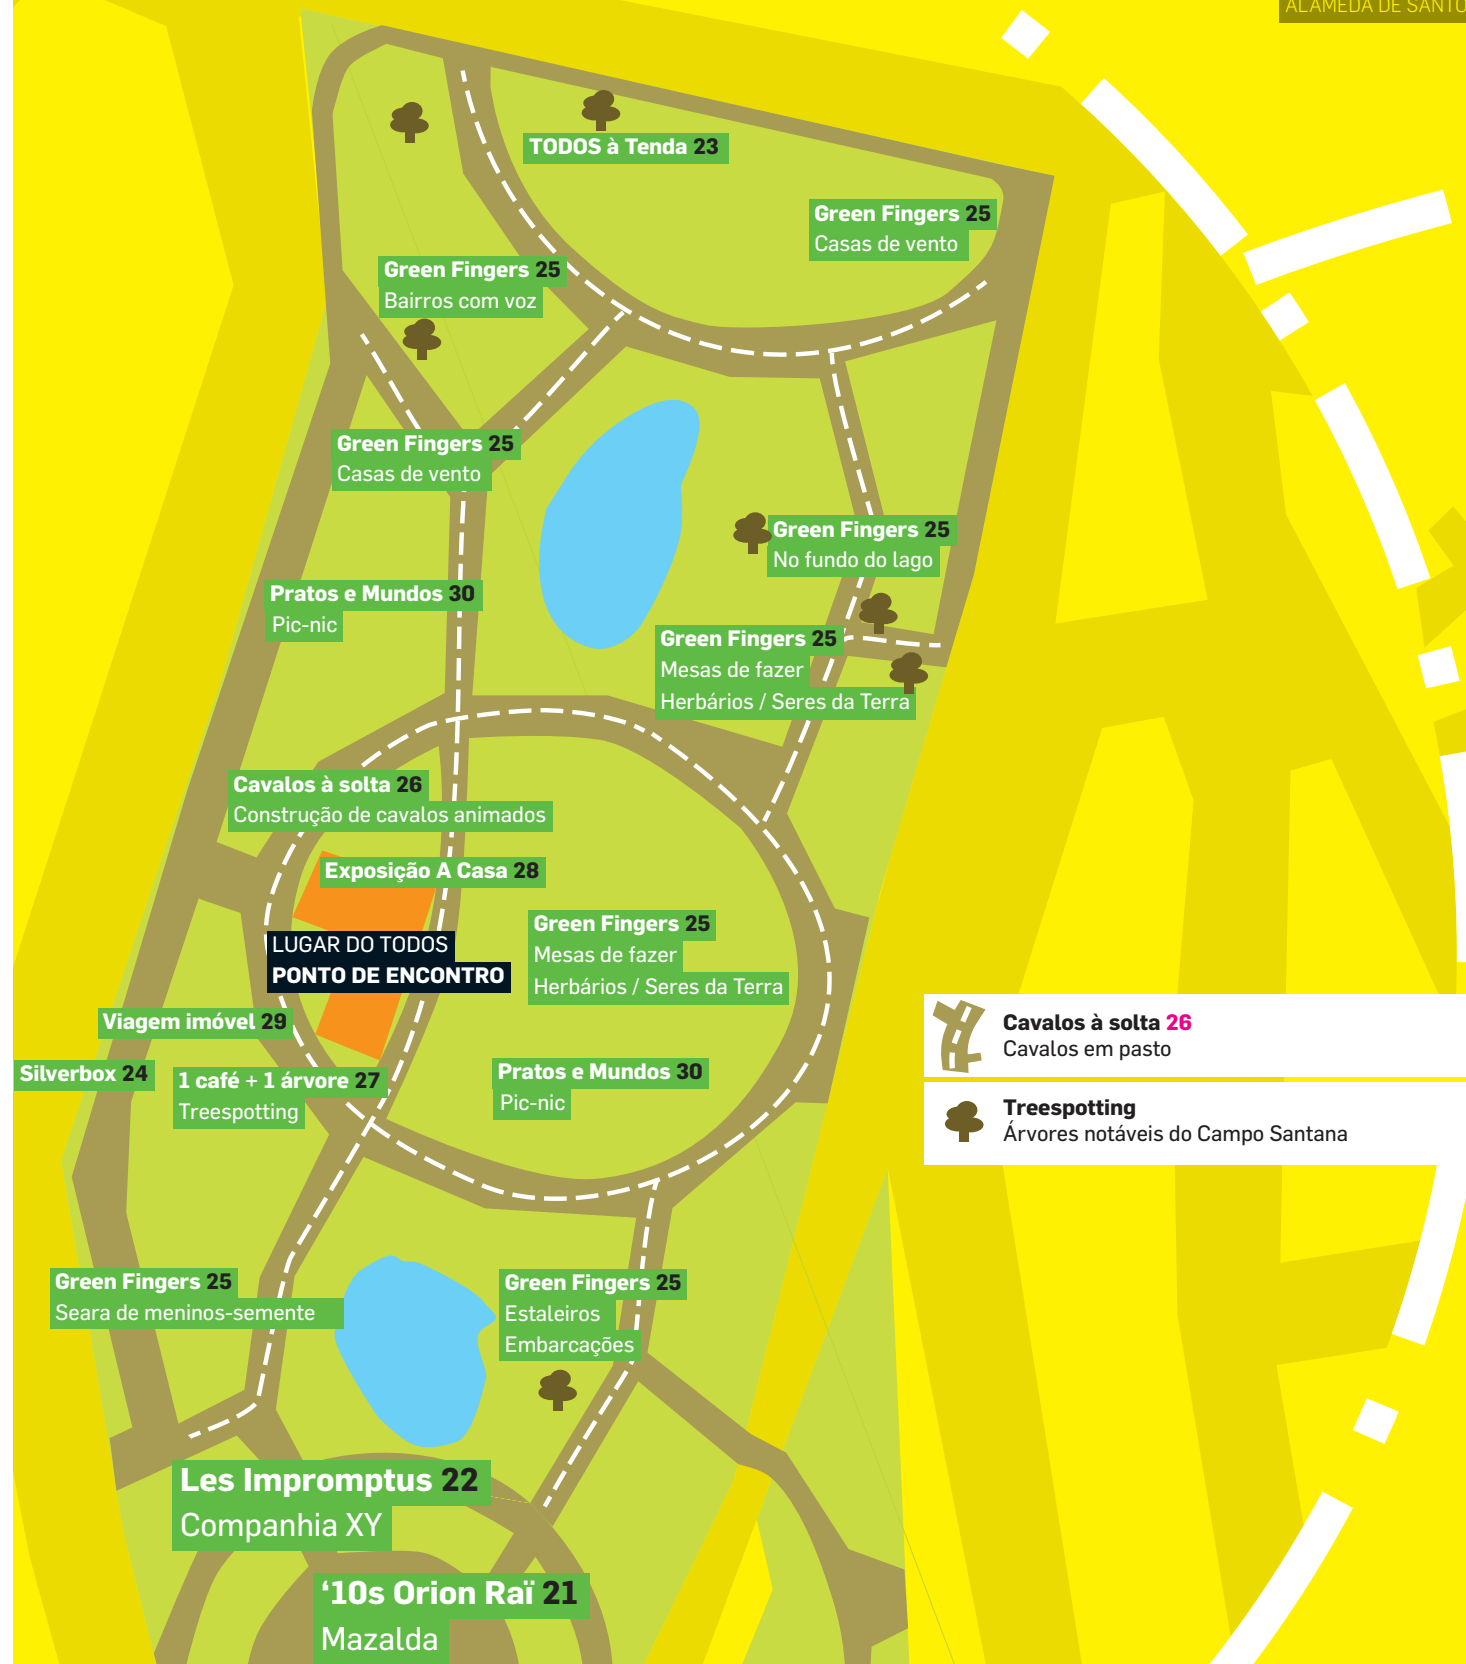 ALAMEDA DE SANTO
TODOS à Tenda 23
Green Fingers 25
Casas de vento
Green Fingers 25
Bairros com voz
Green Fingers 25
Casas de vento
Green Fingers 25
No fundo do lago
Pratos e Mundos 30
Pic-nic
Green Fingers 25
Mesas de fazer
Herbários / Seres da Terra
Cavalos à solta 26
Construção de cavalos animados
Exposição A Casa 28
Green Fingers 25
Mesas de fazer
Herbários / Seres da Terra
LUGAR DO TODOS
PONTO DE ENCONTRO
Viagem imóvel 29
Silverbox 24
1 café + 1 árvore 27
Treespotting
Pratos e Mundos 30
Pic-nic
Cavalos à solta 26
Cavalos em pasto
Treespotting
Árvores notáveis do Campo Santana
Green Fingers 25
Seara de meninos-semente
Green Fingers 25
Estaleiros
Embarcações
Les Impromptus 22
Companhia XY
‘10s Orion Raï 21
Mazalda